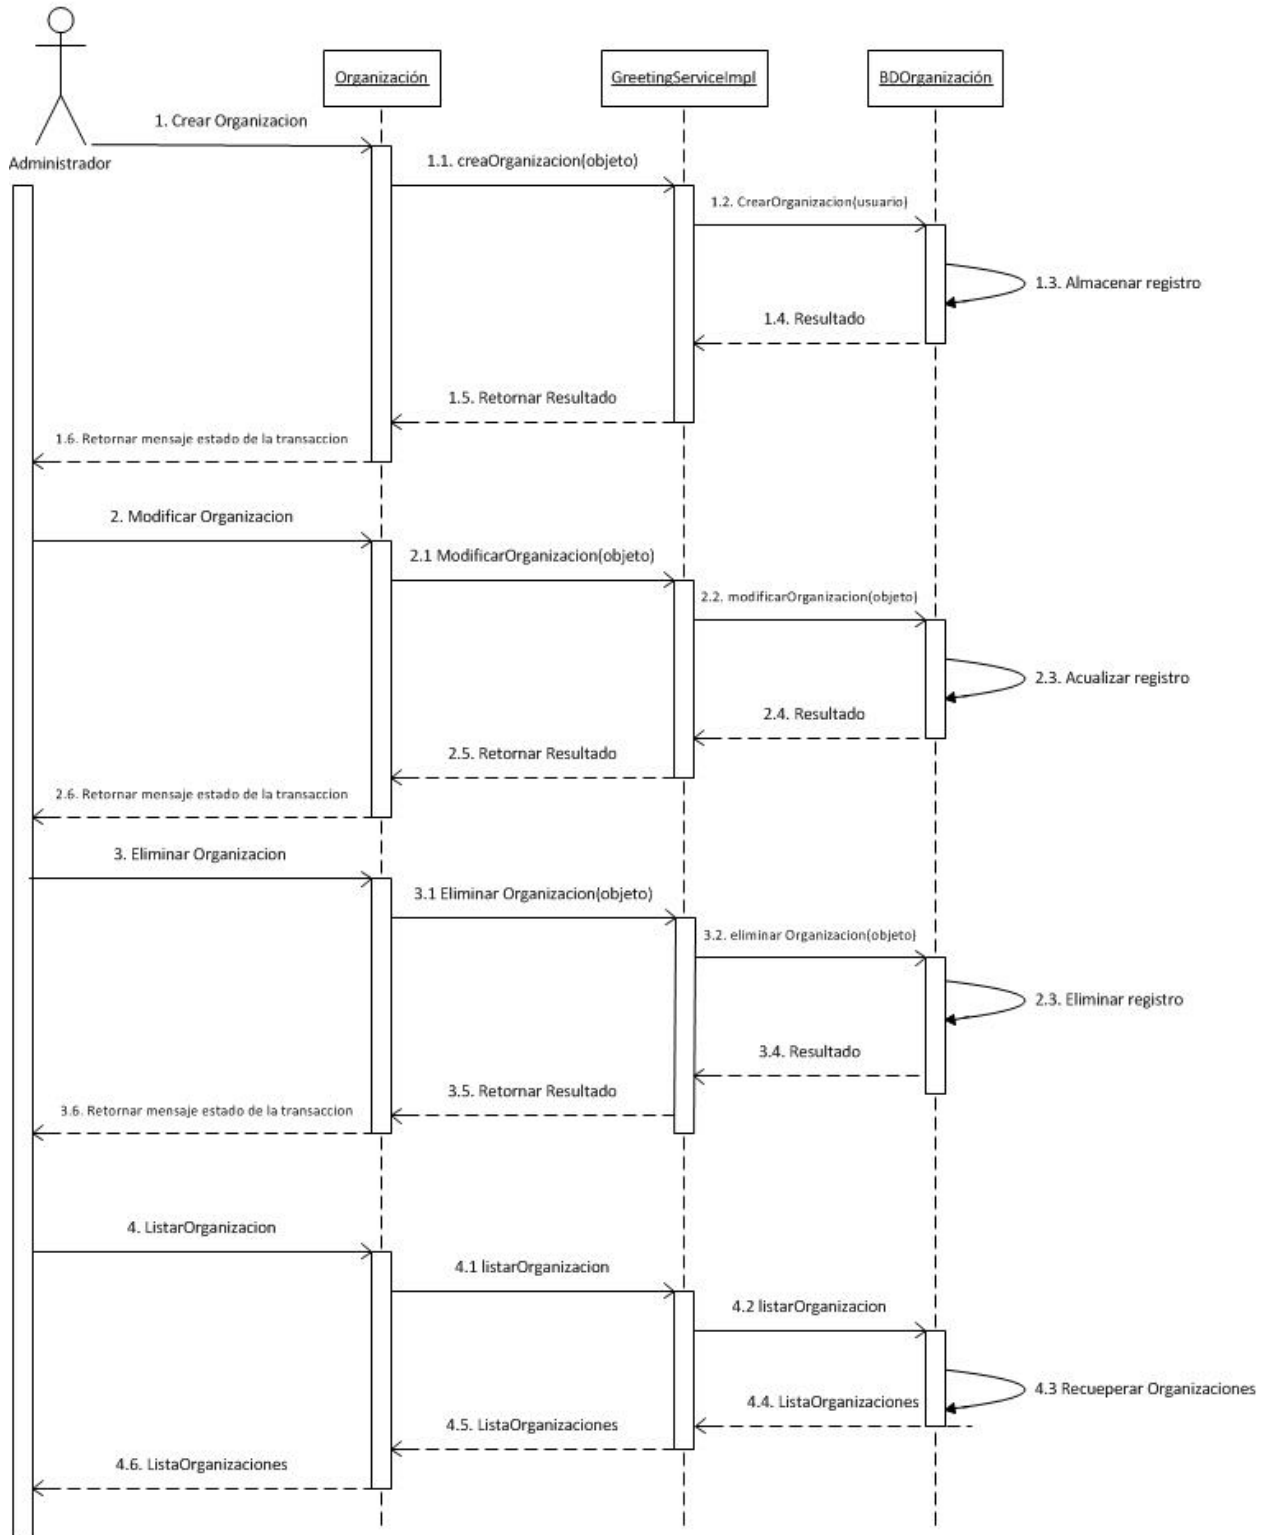 Organización
GreetingServiceImpl
BDOrganización
Administrador
1. Crear Organizacion
1.1. creaOrganizacion(objeto)
1.2. CrearOrganizacion(usuario)
1.3. Almacenar registro
1.4. Resultado
1.5. Retornar Resultado
1.6. Retornar mensaje estado de la transaccion
2. Modificar Organizacion
2.1 ModificarOrganizacion(objeto)
2.2. modificarOrganizacion(objeto)
2.3. Acualizar registro
2.4. Resultado
2.5. Retornar Resultado
2.6. Retornar mensaje estado de la transaccion
3. Eliminar Organizacion
3.1 Eliminar Organizacion(objeto)
3.2. eliminar Organizacion(objeto)
2.3. Eliminar registro
3.4. Resultado
3.5. Retornar Resultado
3.6. Retornar mensaje estado de la transaccion
4. ListarOrganizacion
4.1 listarOrganizacion
4.2 listarOrganizacion
4.3 Recueperar Organizaciones
4.4. ListaOrganizaciones
4.5. ListaOrganizaciones
4.6. ListaOrganizaciones